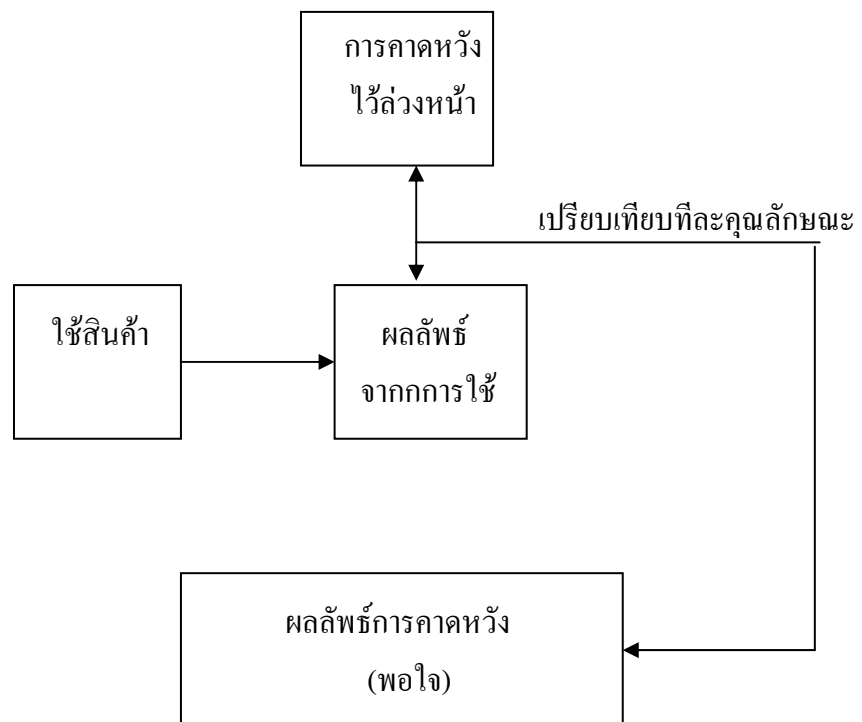 การคาดหวัง
ไว้ล่วงหน้า
เปรียบเทียบทีละคุณลักษณะ
ใช้สินค้า
ผลลัพธ์
จากกการใช้
ผลลัพธ์การคาดหวัง
(พอใจ)